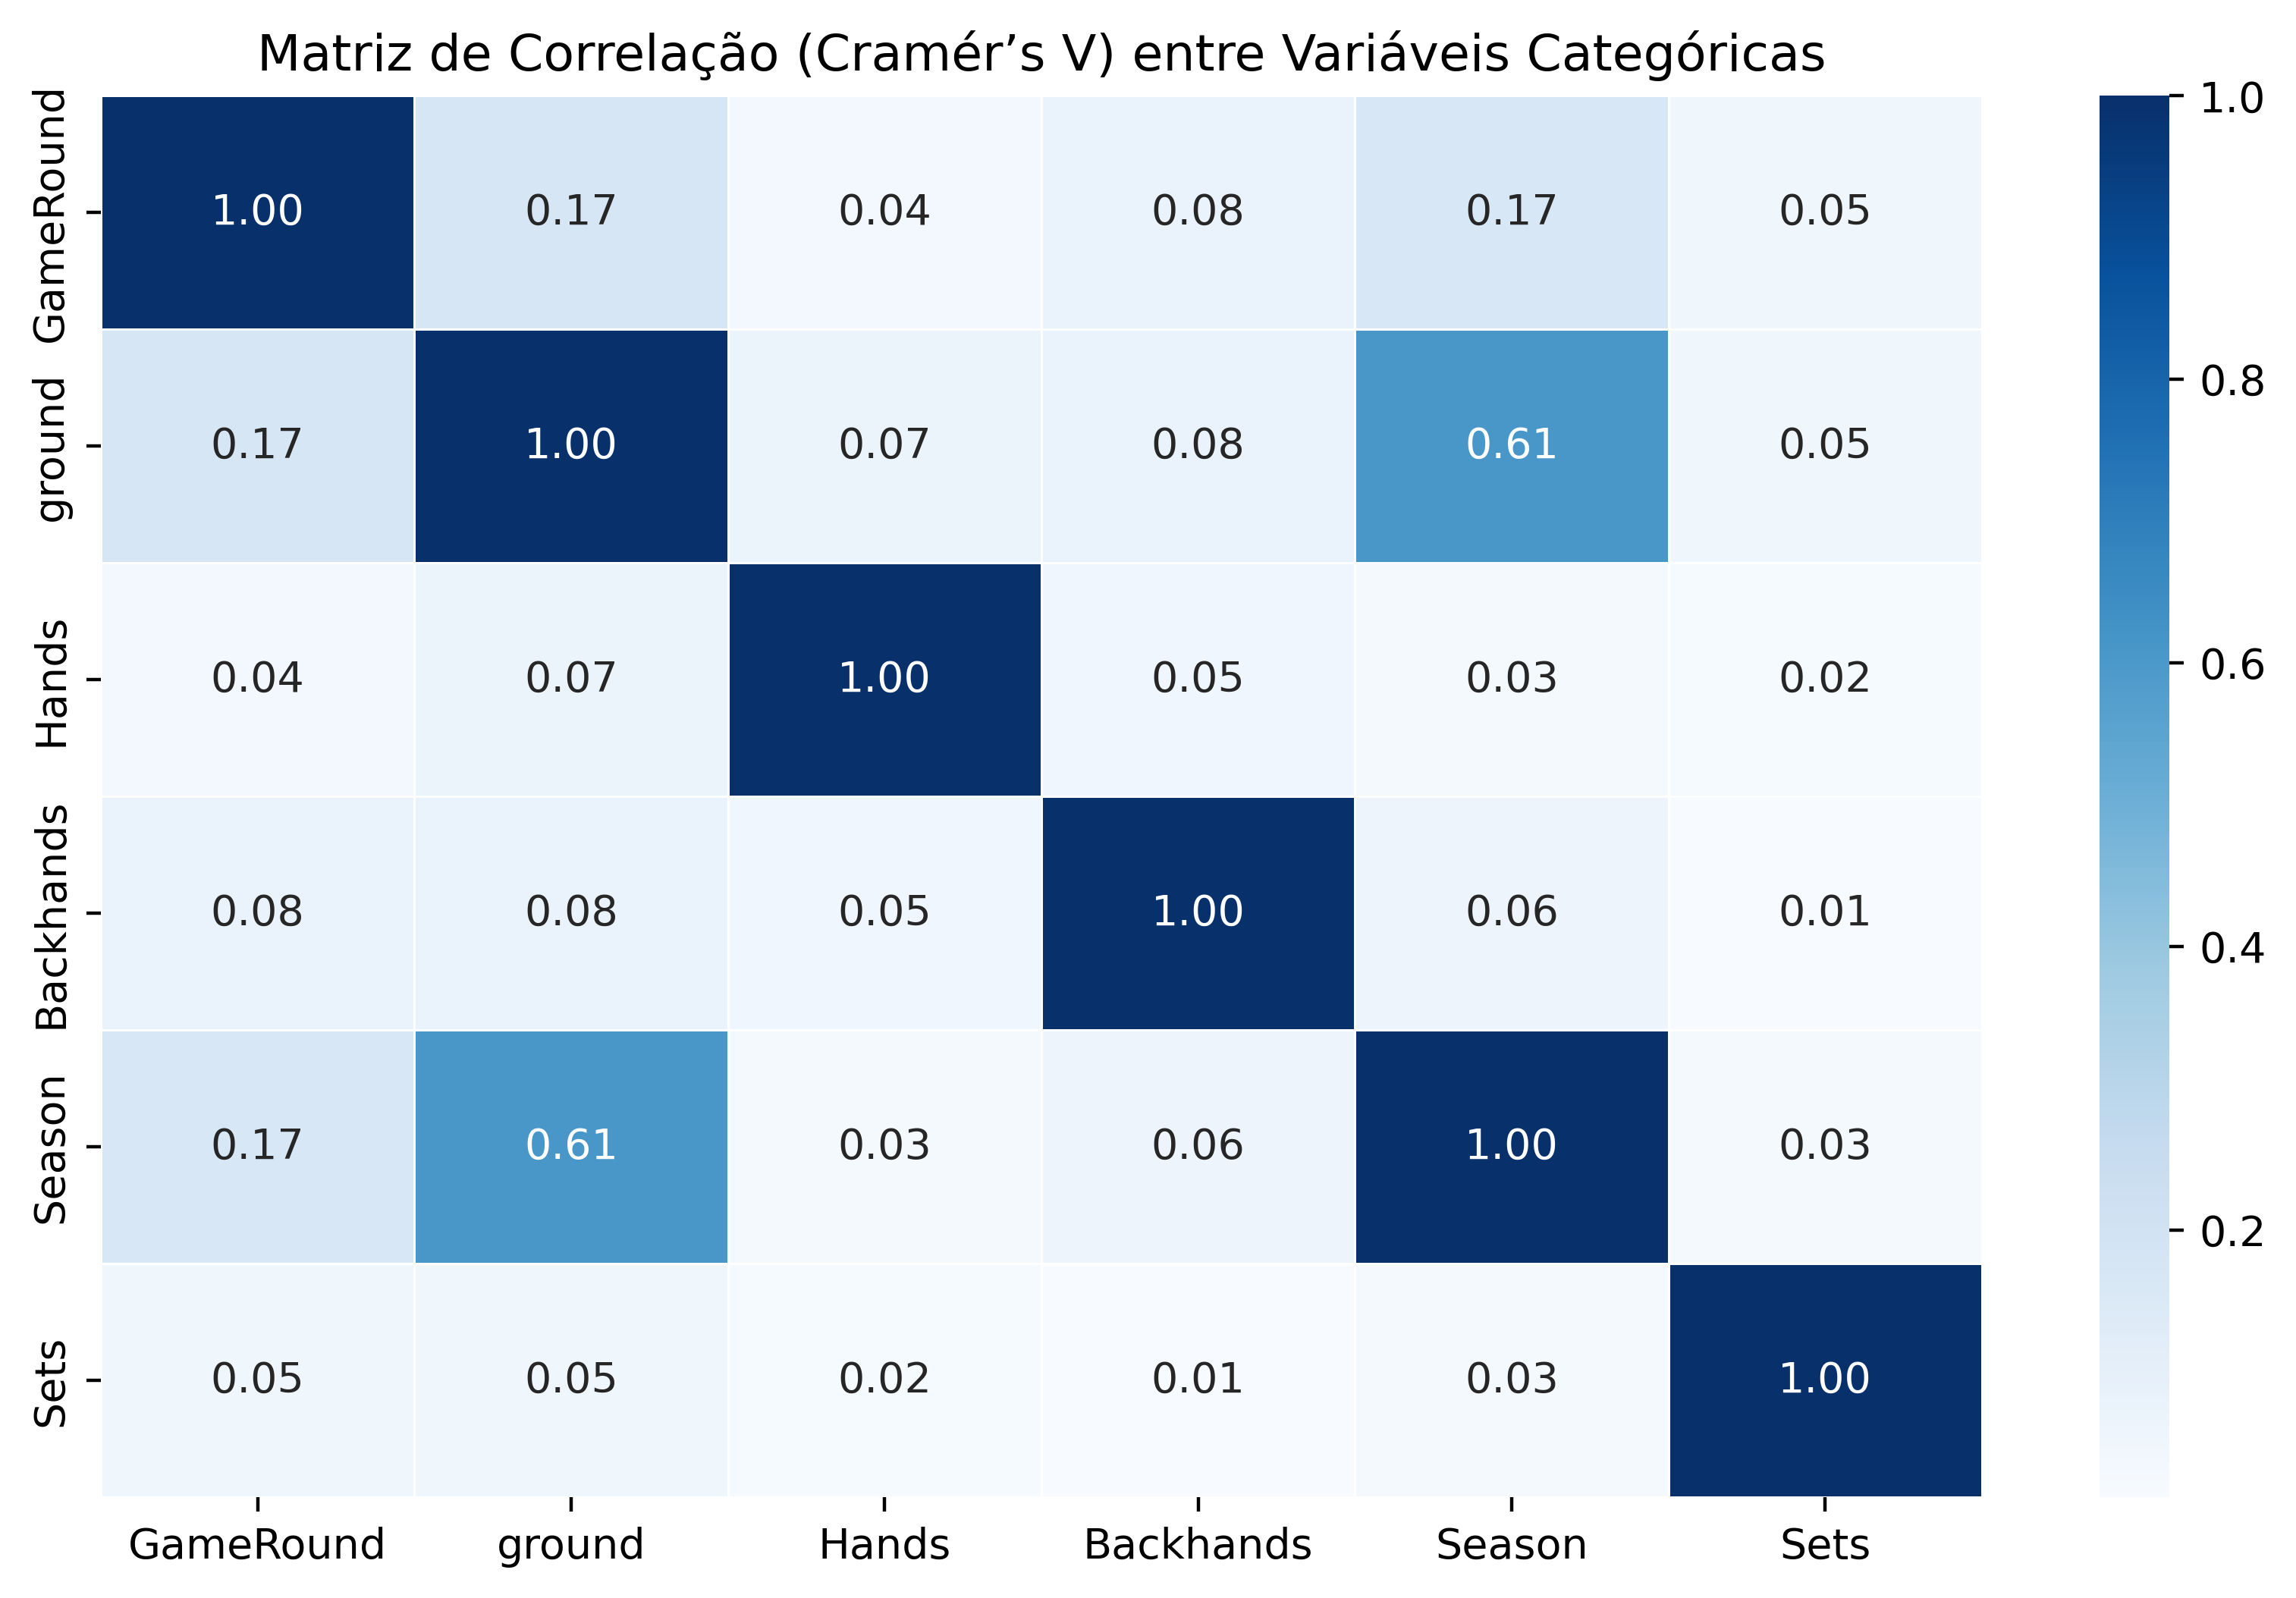 Matriz de Correlação (Cramér’s V) entre Variáveis Categóricas
GameRound 1.00 0.17 0.04 0.08 0.17 0.05
ground 0.17 1.00 0.07 0.08 0.61 0.05
Hands 0.04 0.07 1.00 0.05 0.03 0.02
Backhands 0.08 0.08 0.05 1.00 0.06 0.01
Season 0.17 0.61 0.03 0.06 1.00 0.03
Sets 0.05 0.05 0.02 0.01 0.03 1.00
GameRound ground Hands Backhands Season Sets
1.0
0.8
0.6
0.4
0.2